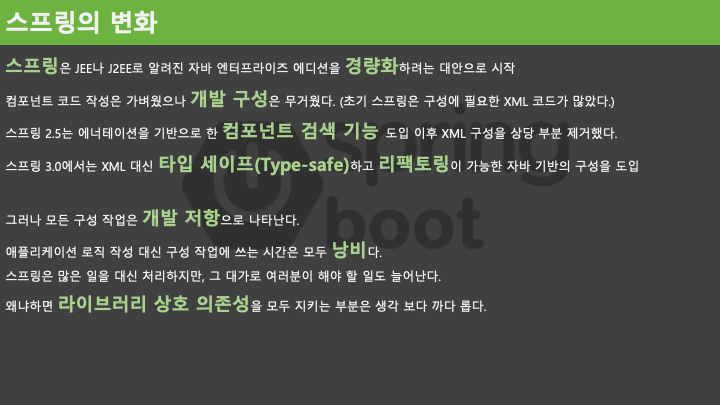 스프링의 변화
스프링은 JEE나 J2EE로 알려진 자바 엔터프라이즈 에디션을 경량화하려는 대안으로 시작
컴포넌트 코드 작성은 가벼웠으나 개발 구성은 무거웠다. (초기 스프링은 구성에 필요한 XML 코드가 많았다.)
스프링 2.5는 에너테이션을 기반으로 한 컴포넌트 검색 기능 도입 이후 XML 구성을 상당 부분 제거했다.
스프링 3.0에서는 XML 대신 타입 세이프(Type-safe)하고 리팩토링이 가능한 자바 기반의 구성을 도입
그러나 모든 구성 작업은 개발 저항으로 나타난다.
애플리케이션 로직 작성 대신 구성 작업에 쓰는 시간은 모두 낭비다.
스프링은 많은 일을 대신 처리하지만, 그 대가로 여러분이 해야 할 일도 늘어난다.
왜냐하면 라이브러리 상호 의존성을 모두 지키는 부분은 생각 보다 까다 롭다.
spring
boot